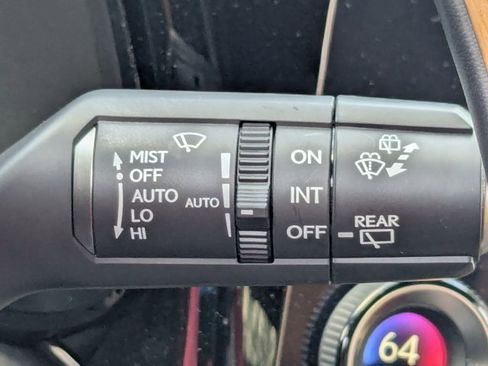 MIST
OFF
AUTO
LO
HI
AUTO
ON
INT
OFF
REAR
64